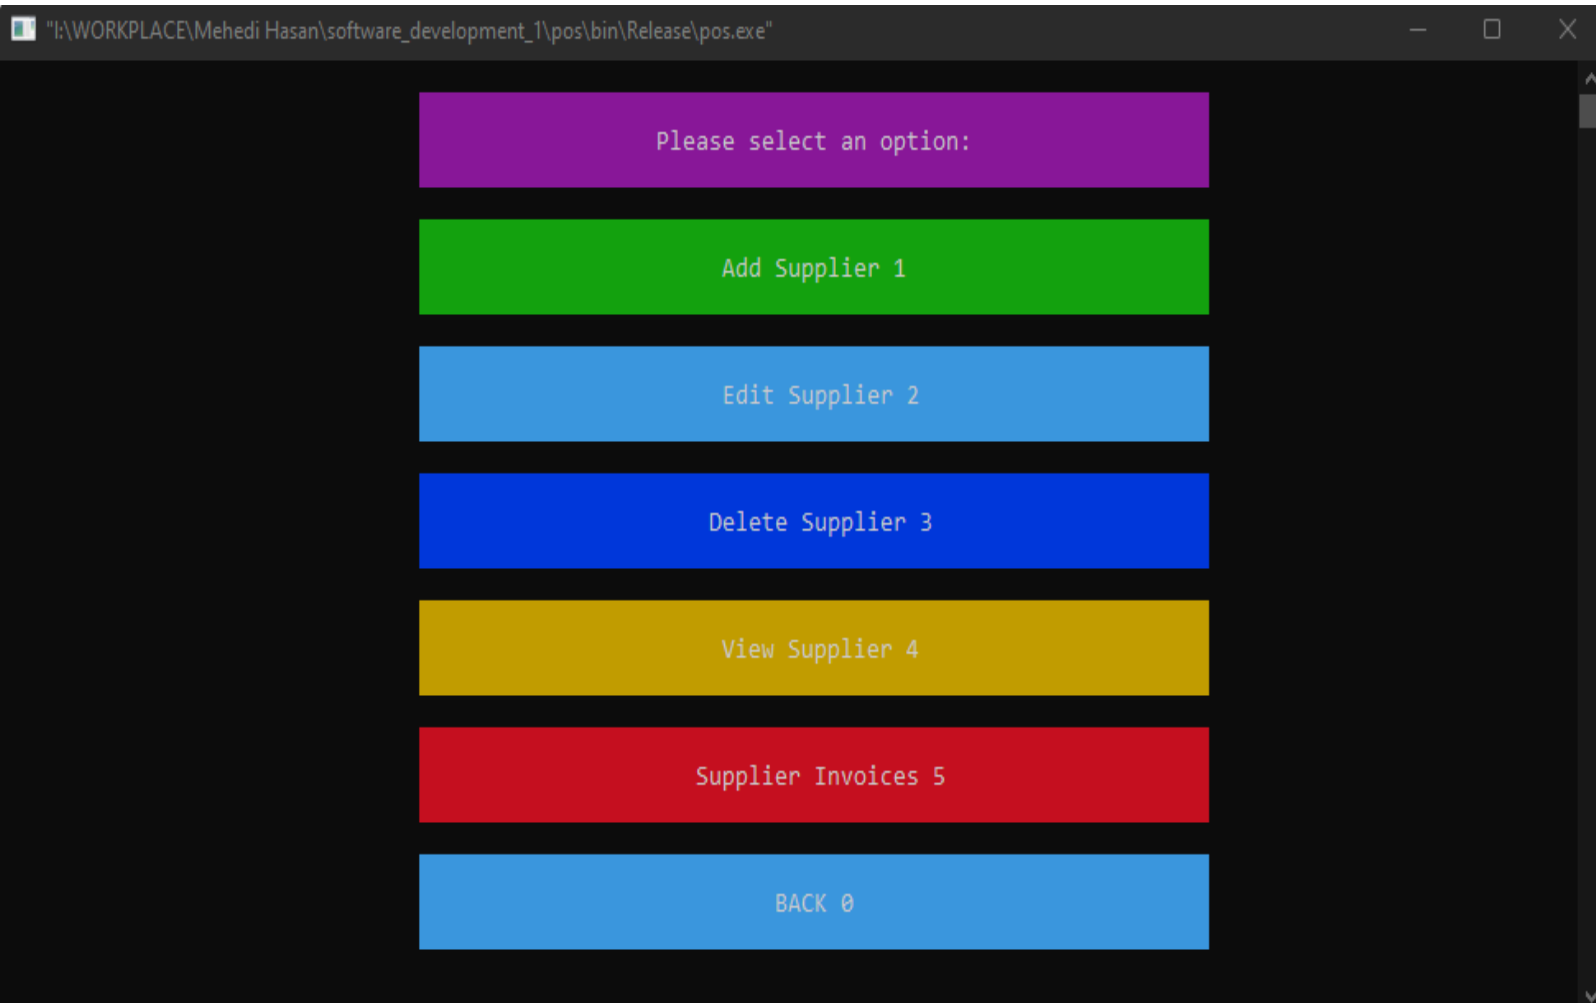 "I:\WORKPLACE\Mehedi Hasan\software_development_1\pos\bin\Release\pos.exe"
Please select an option:
Add Supplier 1
Edit Supplier 2
Delete Supplier 3
View Supplier 4
Supplier Invoices 5
BACK 0